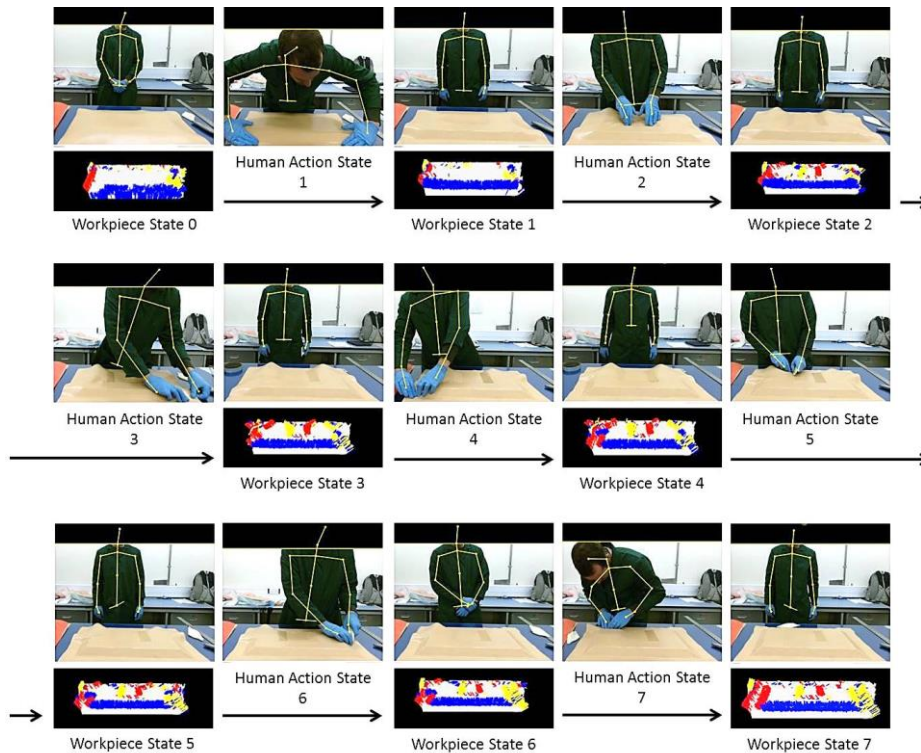 Human Action State
1
Human Action State
2
Workpiece State 0
Workpiece State 1
Workpiece State 2
Human Action State
3
Human Action State
4
Human Action State
5
Workpiece State 3
Workpiece State 4
Human Action State
6
Human Action State
7
Workpiece State 5
Workpiece State 6
Workpiece State 7